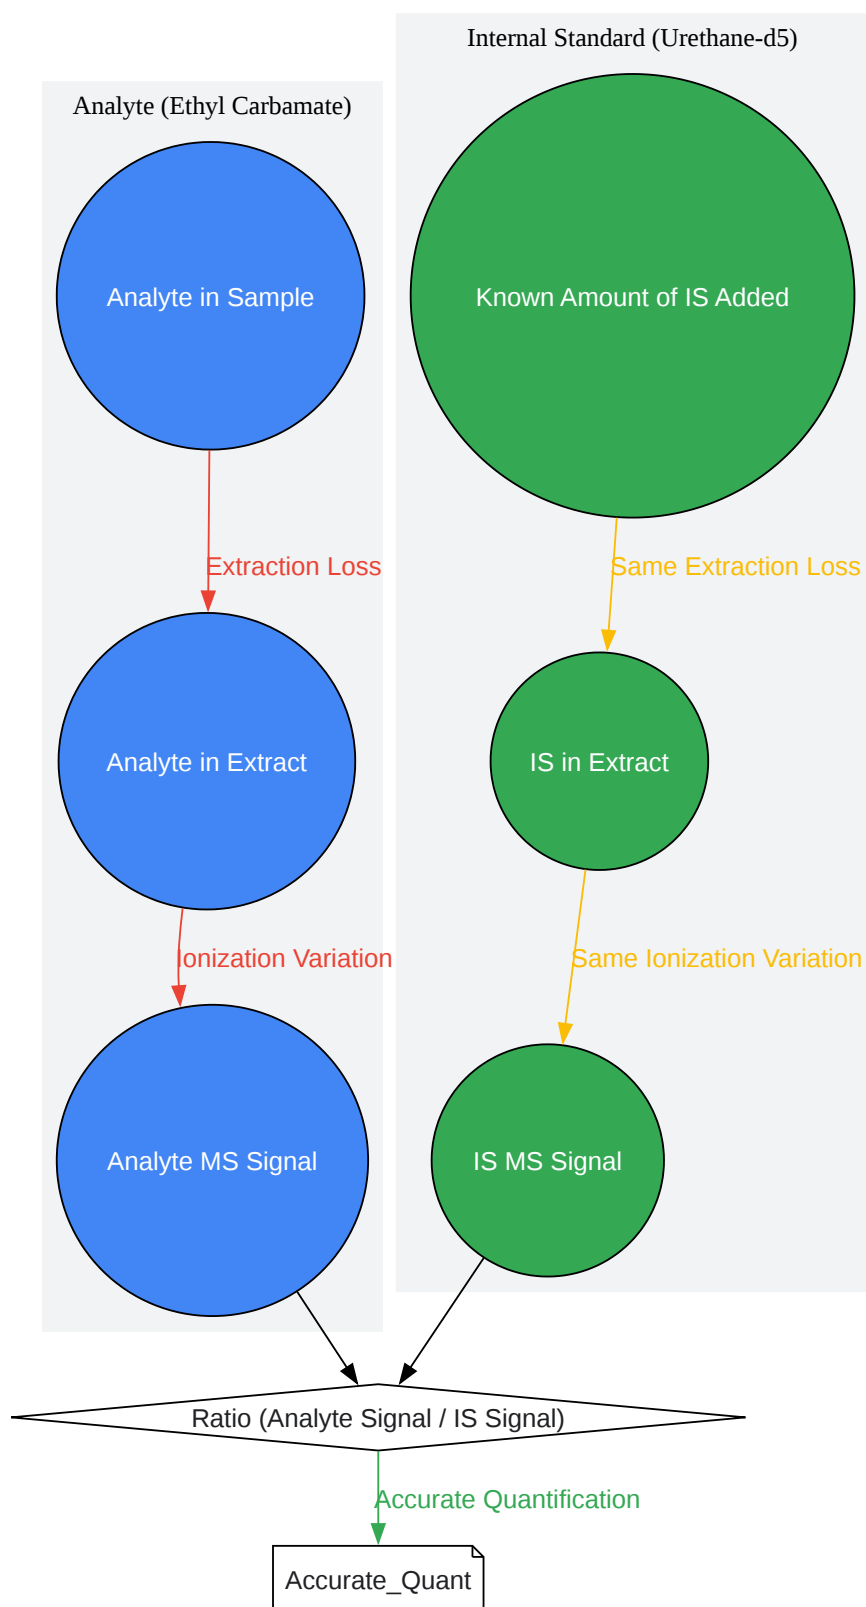 Internal Standard (Urethane-d5)
Analyte (Ethyl Carbamate)
Analyte in Sample
Known Amount of IS Added
Extraction Loss
Same Extraction Loss
Analyte in Extract
IS in Extract
Ionization Variation
Same Ionization Variation
Analyte MS Signal
IS MS Signal
Ratio (Analyte Signal / IS Signal)
Accurate Quantification
Accurate_Quant